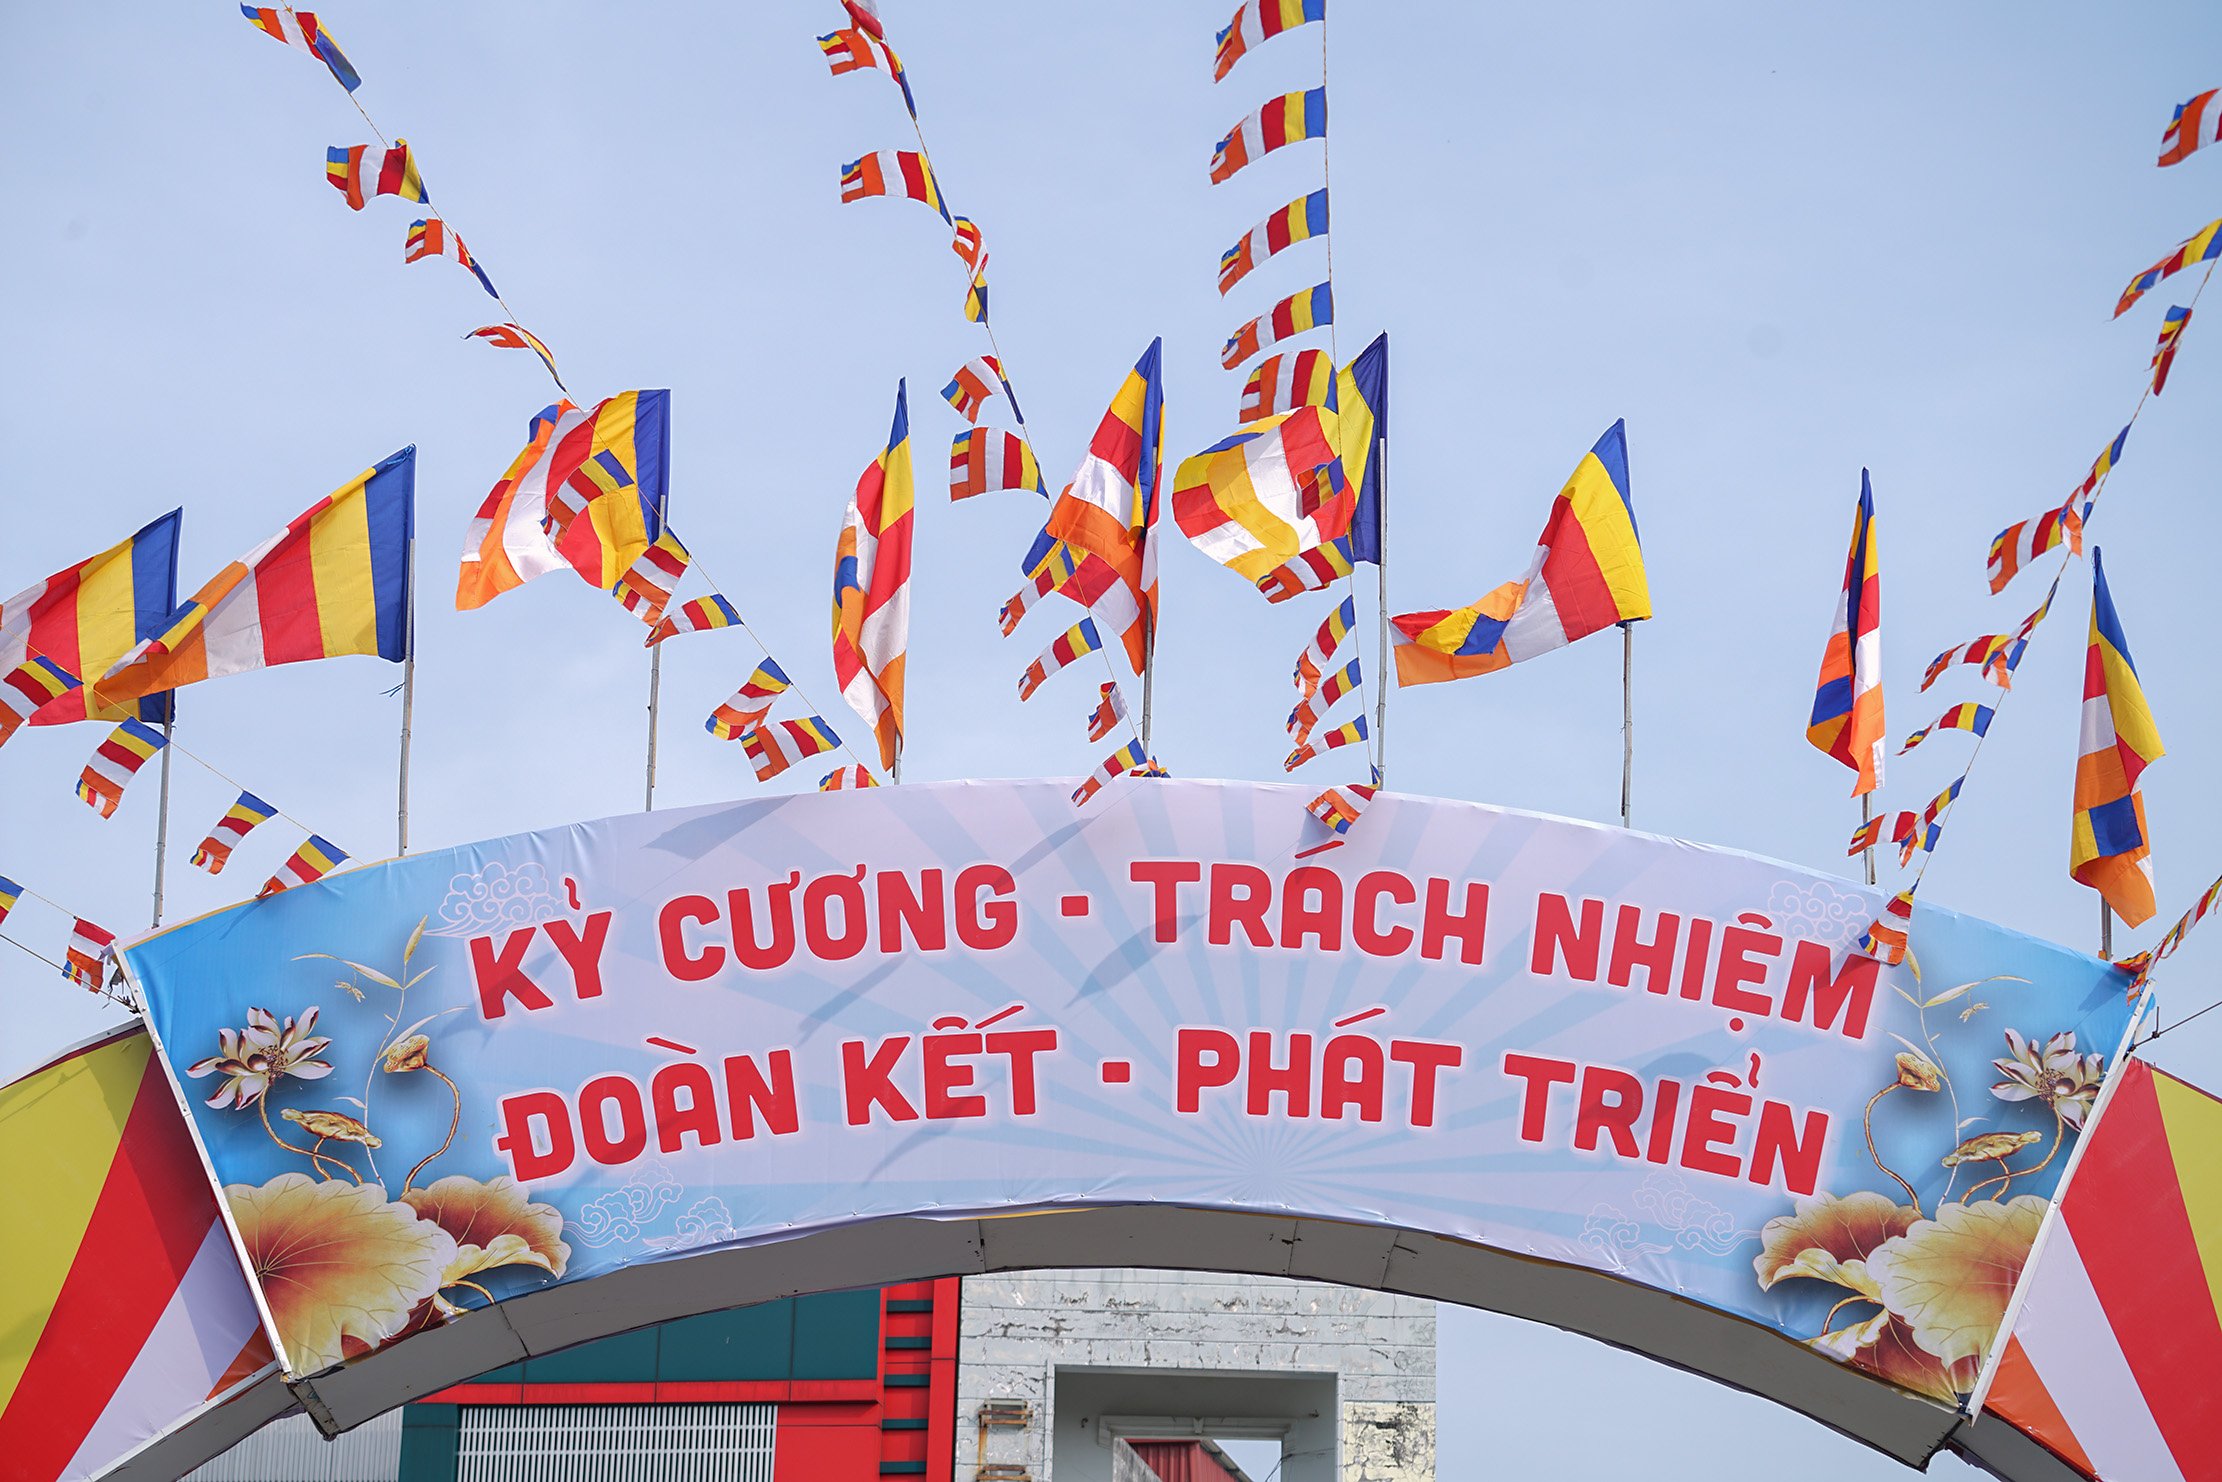 KỶ CƯƠNG - TRÁCH NHIỆM
ĐOÀN KẾT - PHÁT TRIỂN